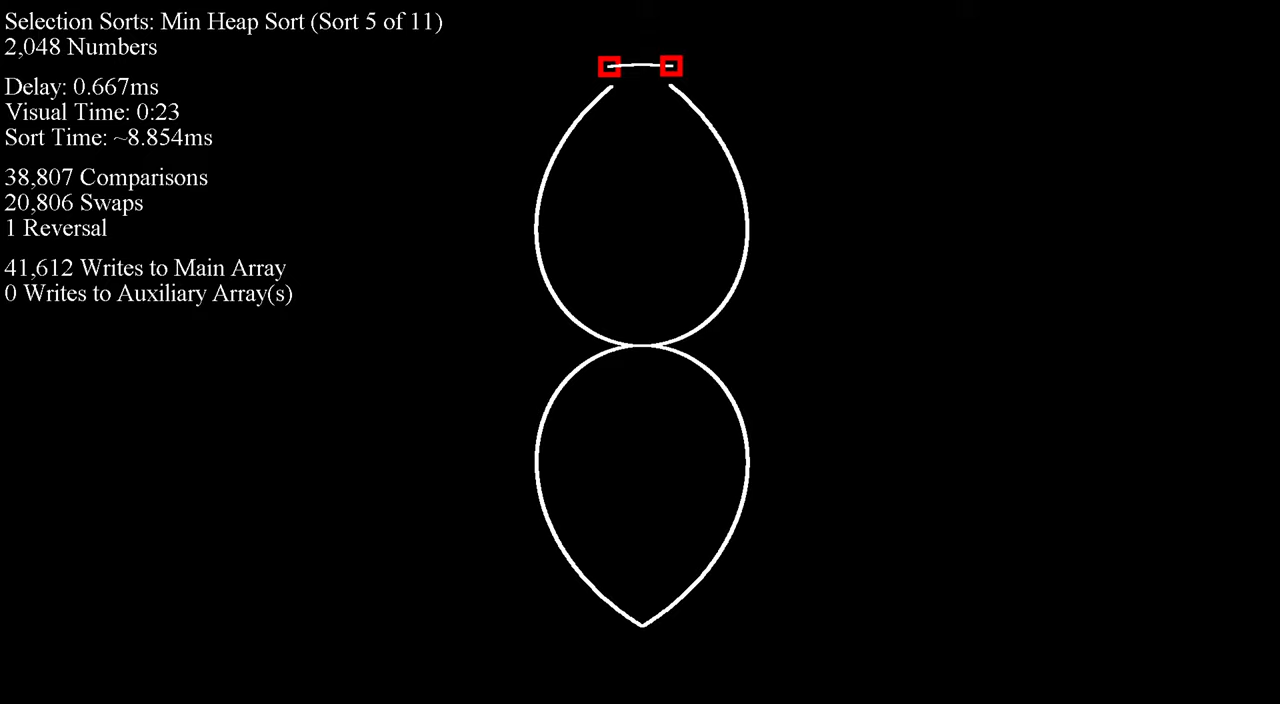 Selection Sorts: Min Heap Sort (Sort 5 of 11)
2,048 Numbers
Delay: 0.667ms
Visual Time: 0:23
Sort Time: ~8.854ms
38,807 Comparisons
20,806 Swaps
1 Reversal
41,612 Writes to Main Array
0 Writes to Auxiliary Array(s)